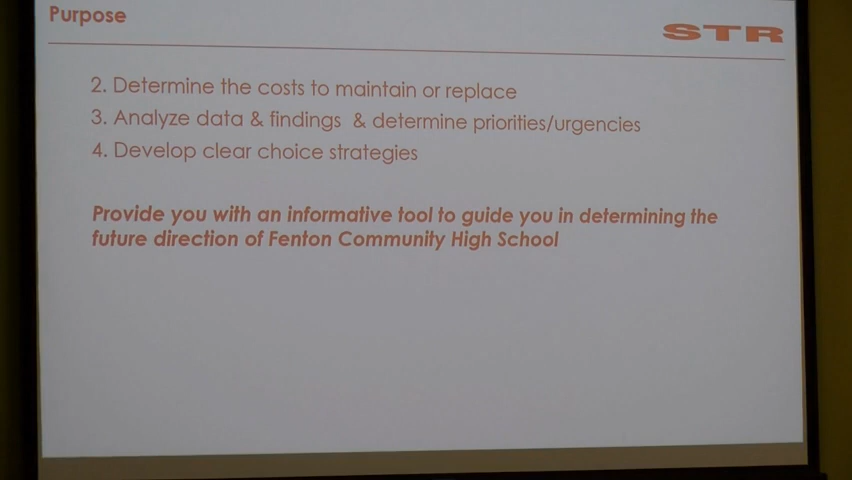 Purpose
STR
2. Determine the costs to maintain or replace
3. Analyze data & findings & determine priorities/urgencies
4. Develop clear choice strategies
Provide you with an informative tool to guide you in determining the
future direction of Fenton Community High School